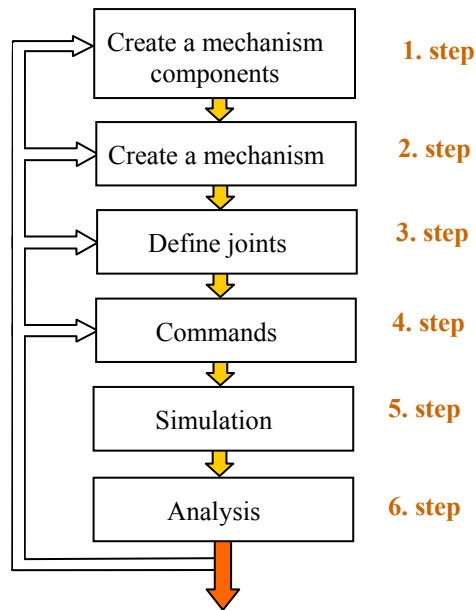 Create a mechanism
components
1. step
Create a mechanism
2. step
Define joints
3. step
Commands
4. step
Simulation
5. step
Analysis
6. step